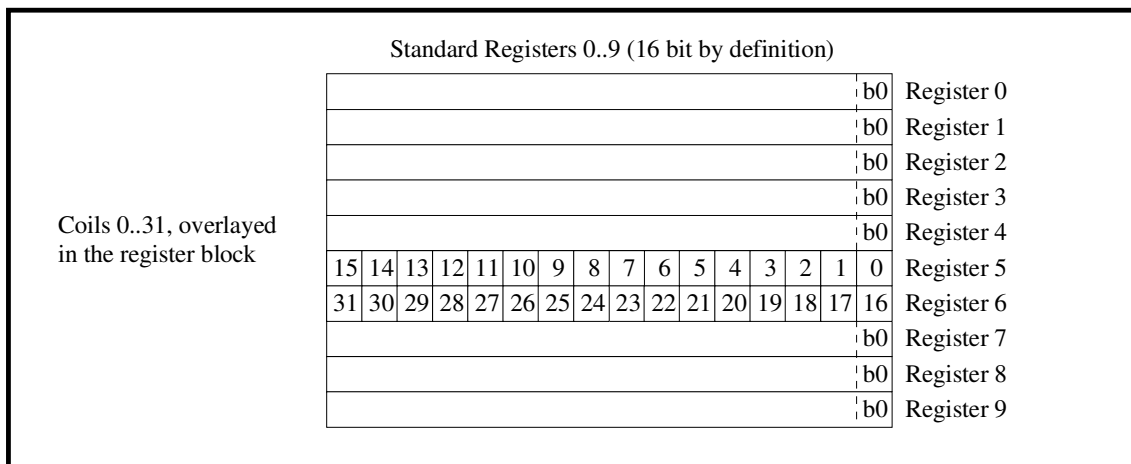 Standard Registers 0..9 (16 bit by definition)
b0 Register 0
b0 Register 1
b0 Register 2
b0 Register 3
Coils 0..31, overlayed
in the register block
b0 Register 4
15 14 13 12 11 10 9 8 7 6 5 4 3 2 1 0 Register 5
31 30 29 28 27 26 25 24 23 22 21 20 19 18 17 16 Register 6
b0 Register 7
b0 Register 8
b0 Register 9